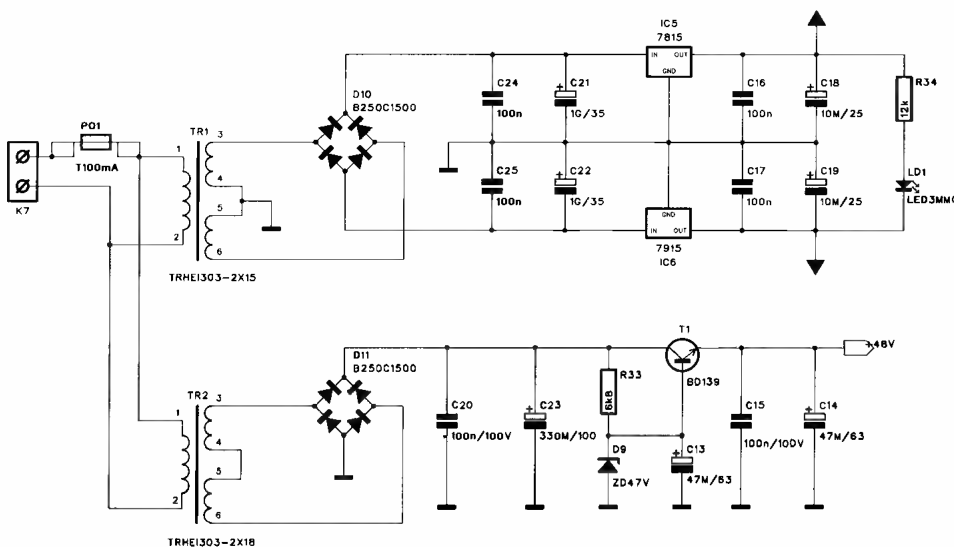 IC5
7815
IN OUT
GND
C24
100n
C21
1G/35
C16
100n
C18
10M/25
R34
12k
D10
B250C1500
PO1
T100mA
K7
TR1
1
2
3
4
5
6
TRHEI303-2X15
C25
100n
C22
1G/35
C17
100n
C19
10M/25
LD1
LED3MM
GND
IN OUT
7915
IC6
D11
B250C1500
T1
BD139
+48V
R33
6k8
TR2
1
2
3
4
5
6
TRHEI303-2X18
C20
100n/100V
C23
330M/100
D9
ZD47V
C13
47M/63
C15
100n/100V
C14
47M/63